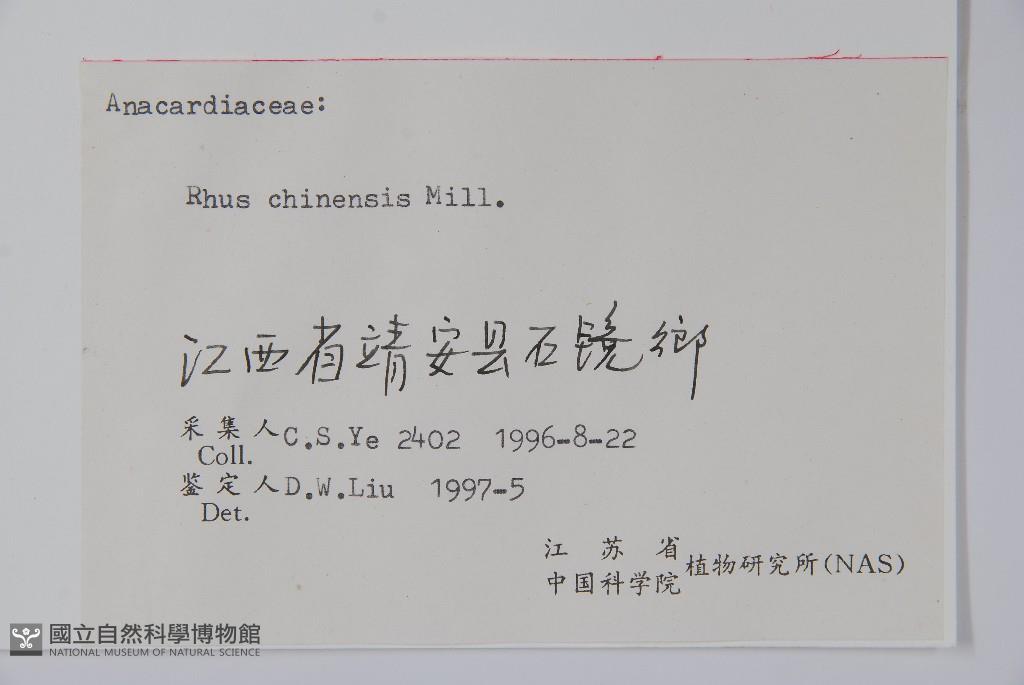 Anacardiaceae:
Rhus chinensis Mill.
江西省靖安县石镜鄉
采集人 C.S.Ye 2402 1996-8-22
Coll.
鉴定人 D.W.Liu 1997-5
Det.
江苏省
中国科学院 植物研究所(NAS)
國立自然科學博物館
NATIONAL MUSEUM OF NATURAL SCIENCE